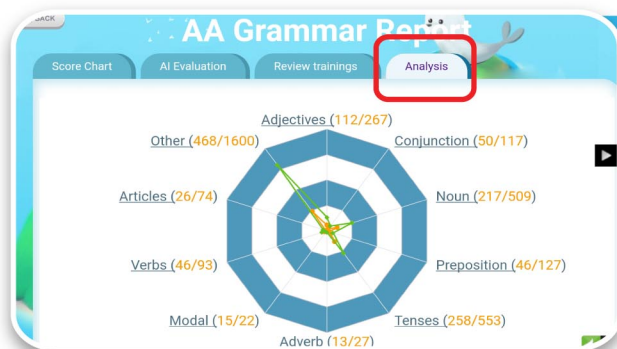 BACK
AA Grammar Report
Score Chart
AI Evaluation
Review trainings
Analysis
Adjectives (112/267)
Other (468/1600)
Conjunction (50/117)
Articles (26/74)
Noun (217/509)
Verbs (46/93)
Preposition (46/127)
Modal (15/22)
Tenses (258/553)
Adverb (13/27)